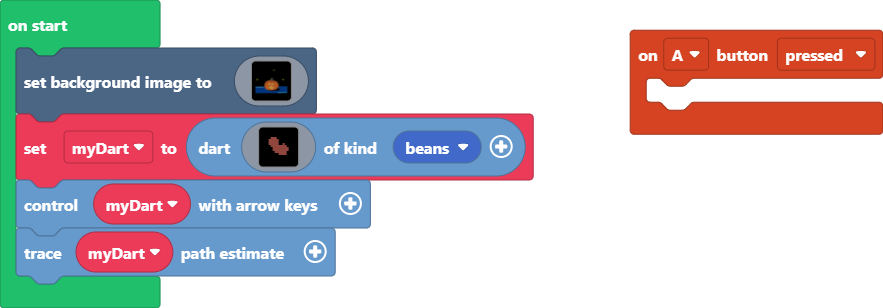 on start
set background image to
set myDart to dart of kind beans
control myDart with arrow keys
trace myDart path estimate
on A button pressed